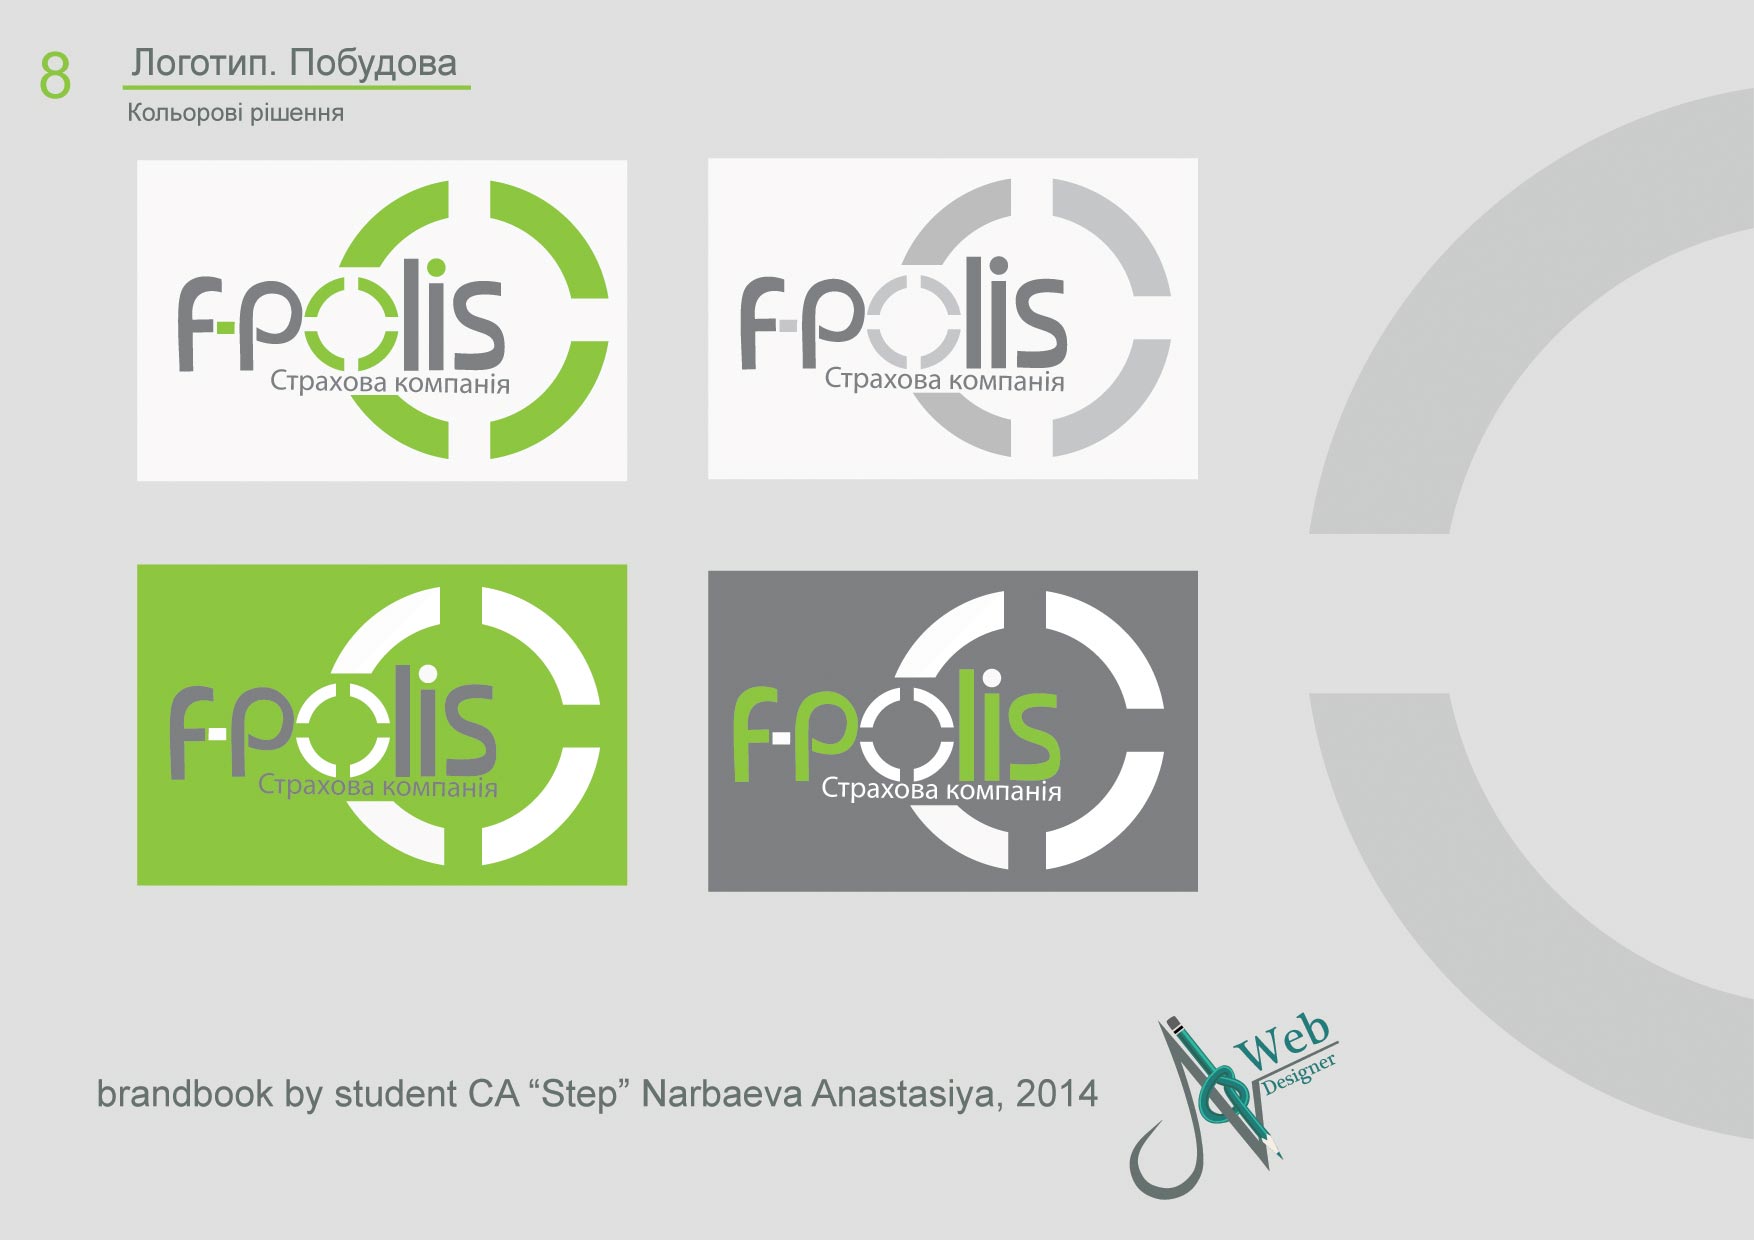 8
Логотип. Побудова
Кольорові рішення
F-polis
Страхова компанія
F-polis
Страхова компанія
F-polis
Страхова компанія
F-polis
Страхова компанія
brandbook by student CA “Step” Narbaeva Anastasiya, 2014
Web
Designer